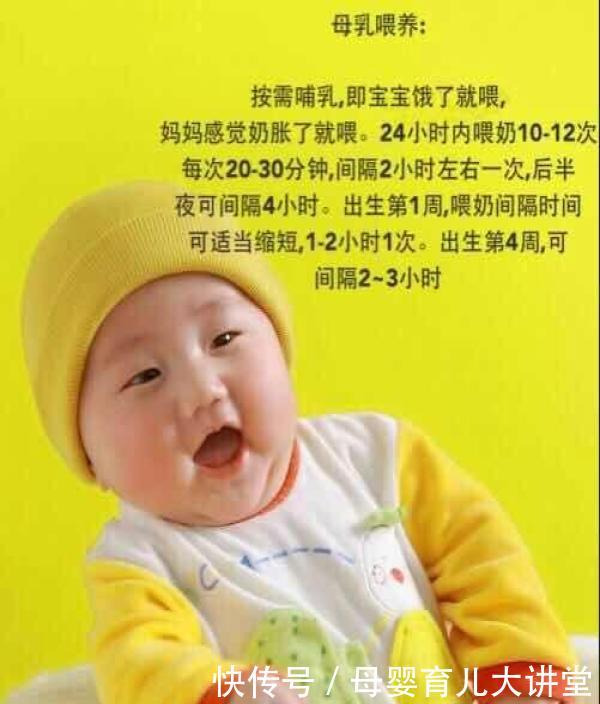 母乳喂养:
按需哺乳,即宝宝饿了就喂,
妈妈感觉奶胀了就喂。24小时内喂奶10-12次
每次20-30分钟,间隔2小时左右一次,后半
夜可间隔4小时。出生第1周,喂奶间隔时间
可适当缩短,1-2小时1次。出生第4周,可
间隔2~3小时
快传号 / 母婴育儿大讲堂